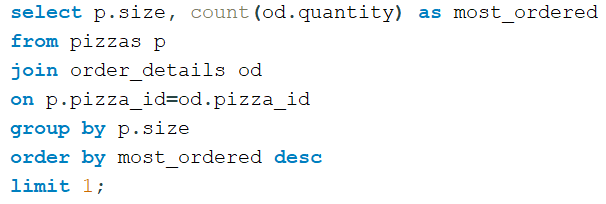 select p.size, count(od.quantity) as most_ordered
from pizzas p
join order_details od
on p.pizza_id=od.pizza_id
group by p.size
order by most_ordered desc
limit 1;